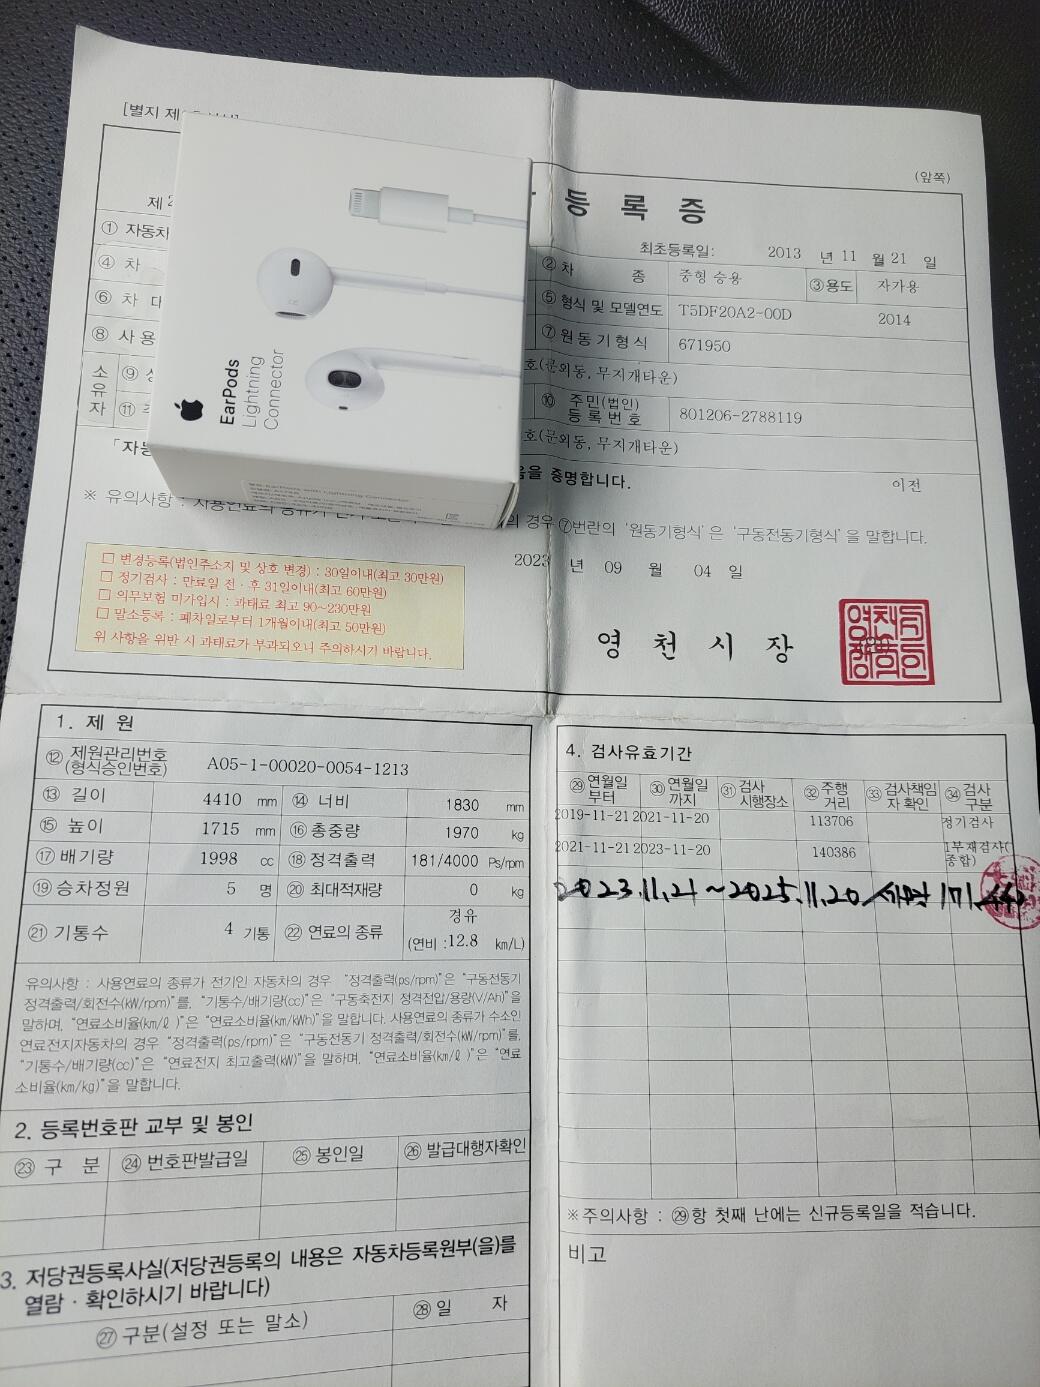 [별지 제
(앞쪽)
등 록 증
제 2
최초등록일: 2013 년 11 월 21 일
① 자동차
② 차 종 중형 승용 ③용도 자가용
④ 차
⑤ 형식 및 모델연도 T5DF20A2-00D 2014
⑥ 차 대
⑦ 원 동 기 형 식 671950
⑧ 사 용
호(문외동, 무지개타운)
소유자 ⑨ 성
⑩ 주민(법인)등록번호 801206-2788119
⑪ 주
호(문외동, 무지개타운)
「자동
음을 증명합니다.
이전
※ 유의사항 : 사용연료의 종류가 전기
의 경우 ⑦번란의 '원동기형식' 은 '구동전동기형식' 을 말합니다.
2023 년 09 월 04 일
□ 변경등록(법인주소지 및 상호 변경) : 30일이내(최고 30만원)
□ 정기검사 : 만료일 전 · 후 31일이내(최고 60만원)
□ 의무보험 미가입시 : 과태료 최고 90~230만원
□ 말소등록 : 폐차일로부터 1개월이내(최고 50만원)
위 사항을 위반 시 과태료가 부과되오니 주의하시기 바랍니다.
영 천 시 장
EarPods
Lightning
Connector
EarPods with Lightning Connector
1. 제 원
⑫ 제원관리번호
(형식승인번호) A05-1-00020-0054-1213
⑬ 길이 4410 mm ⑭ 너비 1830 mm
⑮ 높이 1715 mm ⑯ 총중량 1970 kg
⑰ 배기량 1998 cc ⑱ 정격출력 181/4000 Ps/rpm
⑲ 승차정원 5 명 ⑳ 최대적재량 0 kg
㉑ 기통수 4 기통 ㉒ 연료의 종류 경유
(연비 :12.8 km/L)
유의사항 : 사용연료의 종류가 전기인 자동차의 경우 "정격출력(ps/rpm)"은 "구동전동기
정격출력/회전수(kW/rpm)"를, "기통수/배기량(cc)"은 "구동축전지 정격전압/용량(V/Ah)"을
말하며, "연료소비율(km/ℓ )"은 "연료소비율(km/kWh)"을 말합니다. 사용연료의 종류가 수소인
연료전지자동차의 경우 "정격출력(ps/rpm)"은 "구동전동기 정격출력/회전수(kW/rpm)"를,
"기통수/배기량(cc)"은 "연료전지 최고출력(kW)"을 말하며, "연료소비율(km/ℓ )"은 "연료
소비율(km/kg)"을 말합니다.
2. 등록번호판 교부 및 봉인
㉓ 구 분 ㉔ 번호판발급일 ㉕ 봉인일 ㉖ 발급대행자확인
3. 저당권등록사실(저당권등록의 내용은 자동차등록원부(을)를
열람 · 확인하시기 바랍니다)
㉗ 구분(설정 또는 말소) ㉘ 일 자
4. 검사유효기간
㉙ 연월일부터 ㉚ 연월일까지 ㉛ 검사시행장소 ㉜ 주행거리 ㉝ 검사책임자 확인 ㉞ 검사구분
2019-11-21 2021-11-20 113706 정기검사
2021-11-21 2023-11-20 140386 종합)
2023.11.21 ~ 2025.11.20
※주의사항 : ㉙항 첫째 난에는 신규등록일을 적습니다.
비고